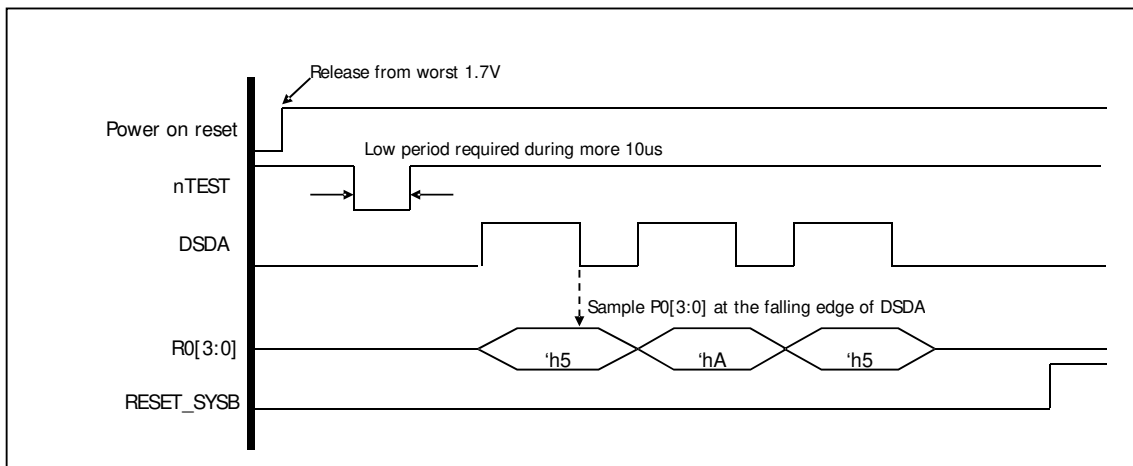 Release from worst 1.7V
Power on reset
Low period required during more 10us
nTEST
DSDA
Sample P0[3:0] at the falling edge of DSDA
R0[3:0]
‘h5
‘hA
‘h5
RESET_SYSB